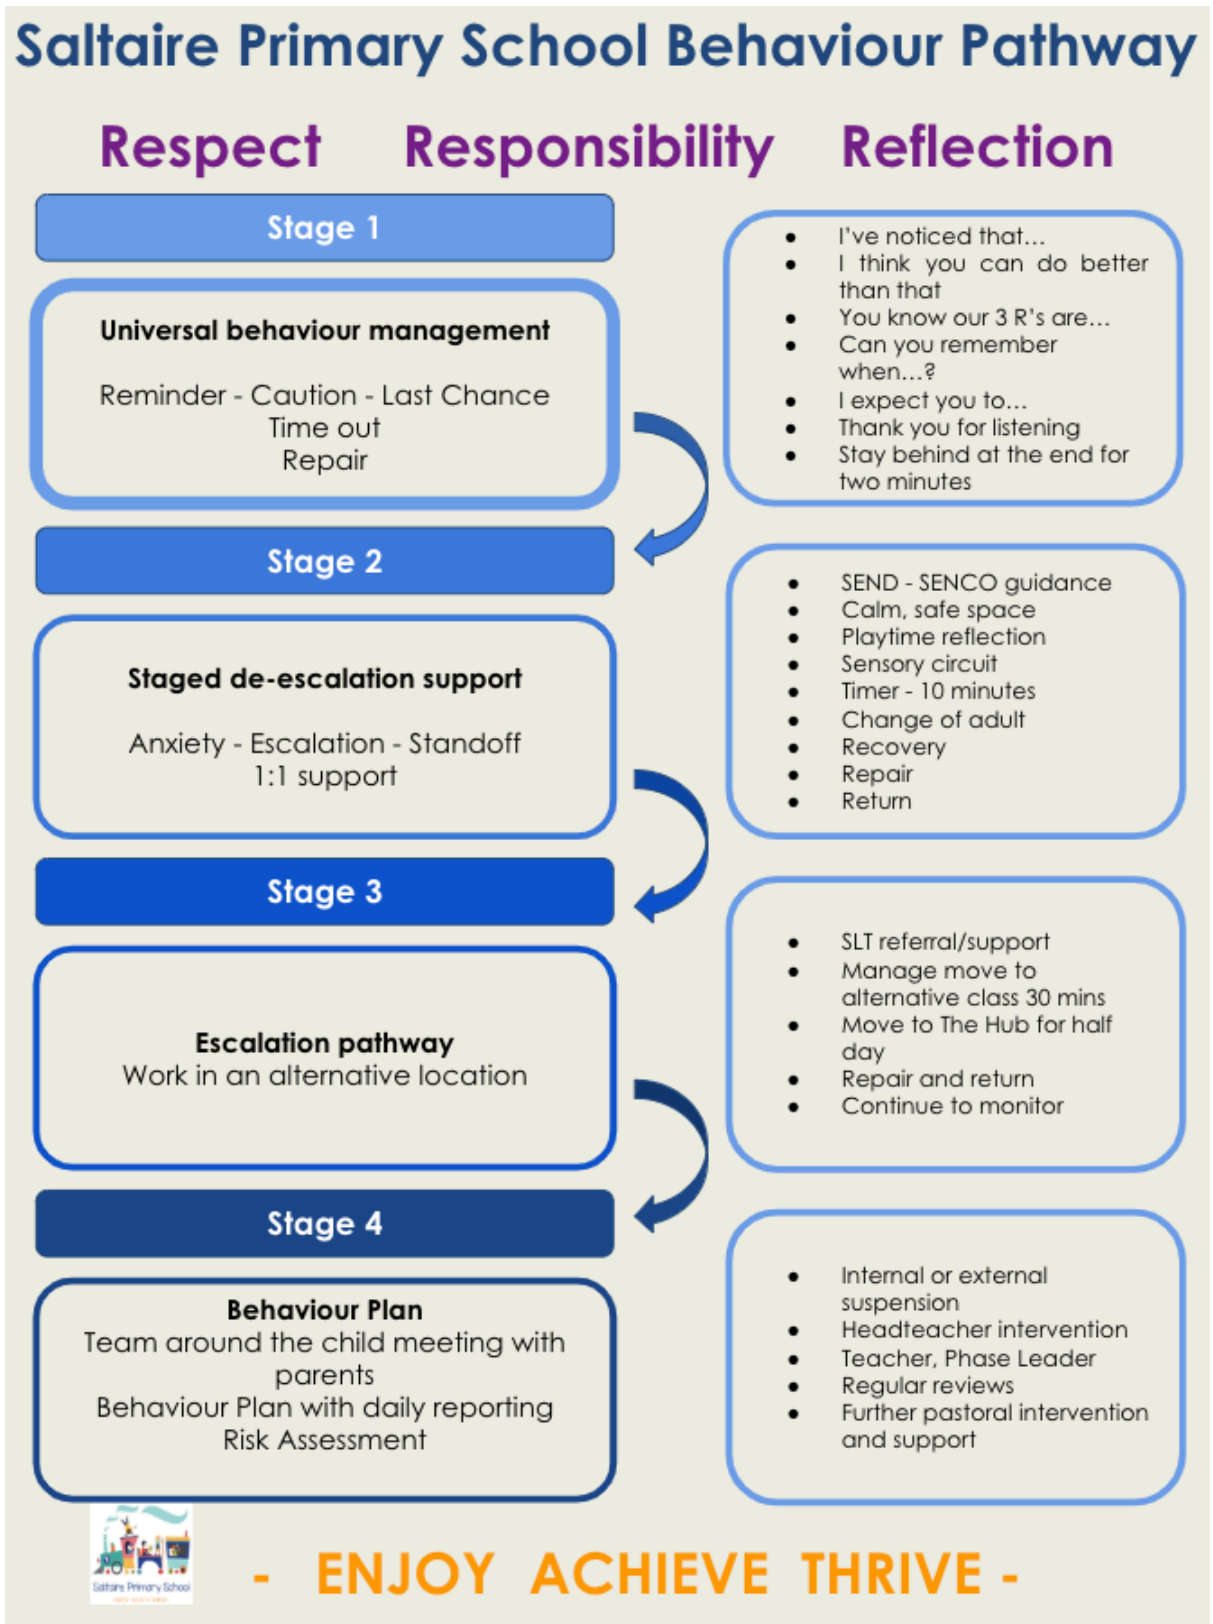 Saltaire Primary School Behaviour Pathway
Respect Responsibility Reflection
Stage 1
Universal behaviour management
Reminder - Caution - Last Chance
Time out
Repair
● I've noticed that...
● I think you can do better
than that
● You know our 3 R's are...
● Can you remember
when...?
● I expect you to...
● Thank you for listening
● Stay behind at the end for
two minutes
Stage 2
Staged de-escalation support
Anxiety - Escalation - Standoff
1:1 support
● SEND - SENCO guidance
● Calm, safe space
● Playtime reflection
● Sensory circuit
● Timer - 10 minutes
● Change of adult
● Recovery
● Repair
● Return
Stage 3
Escalation pathway
Work in an alternative location
● SLT referral/support
● Manage move to
alternative class 30 mins
● Move to The Hub for half
day
● Repair and return
● Continue to monitor
Stage 4
Behaviour Plan
Team around the child meeting with
parents
Behaviour Plan with daily reporting
Risk Assessment
● Internal or external
suspension
● Headteacher intervention
● Teacher, Phase Leader
● Regular reviews
● Further pastoral intervention
and support
Saltaire Primary School
- ENJOY ACHIEVE THRIVE -